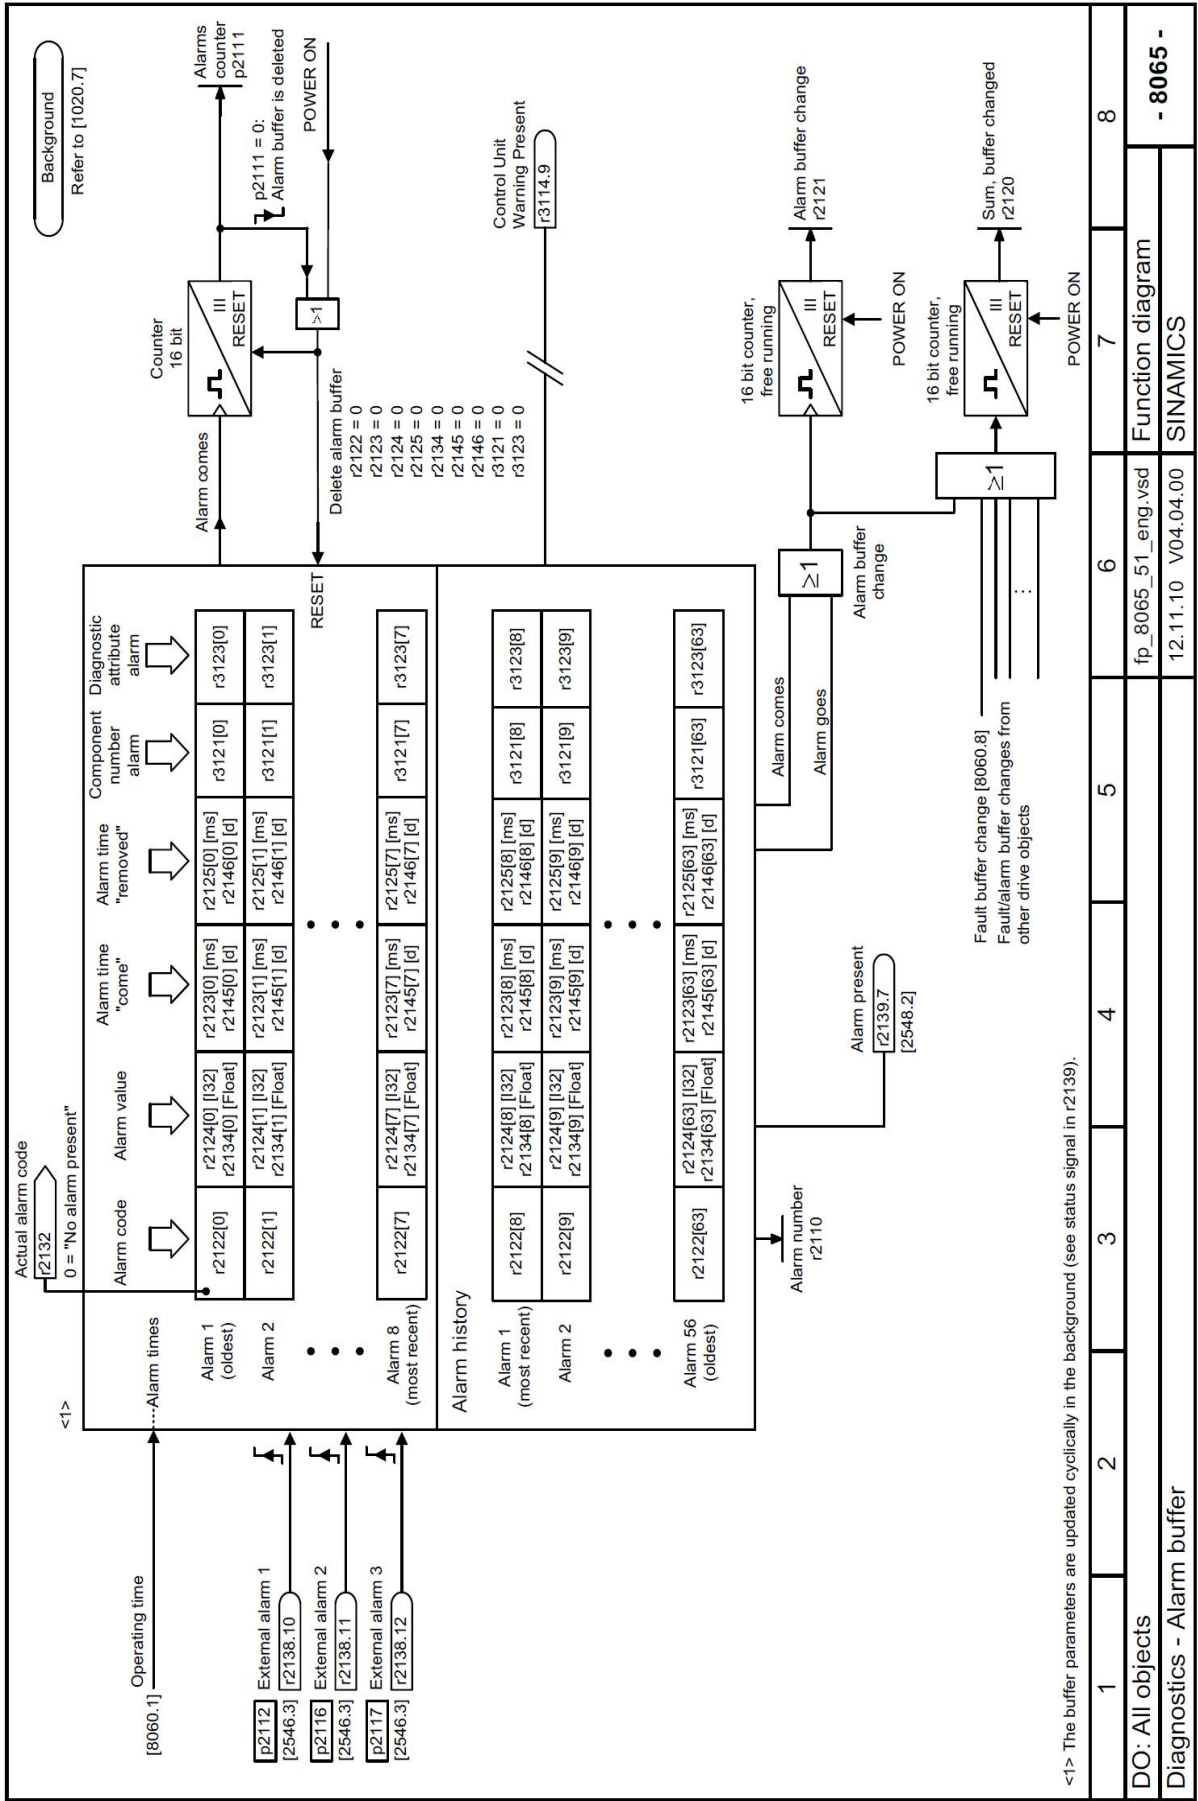 Background
Refer to [1020.7]
Actual alarm code
r2132
0 = "No alarm present"
<1>
Operating time
[8060.1]
Alarm times
Alarm code
Alarm value
Alarm time
"come"
Alarm time
"removed"
Component
number
alarm
Diagnostic
attribute
alarm
Alarm 1
(oldest)
r2122[0]
r2124[0] [I32]
r2134[0] [Float]
r2123[0] [ms]
r2145[0] [d]
r2125[0] [ms]
r2146[0] [d]
r3121[0]
r3123[0]
Alarm 2
r2122[1]
r2124[1] [I32]
r2134[1] [Float]
r2123[1] [ms]
r2145[1] [d]
r2125[1] [ms]
r2146[1] [d]
r3121[1]
r3123[1]
Alarm 8
(most recent)
r2122[7]
r2124[7] [I32]
r2134[7] [Float]
r2123[7] [ms]
r2145[7] [d]
r2125[7] [ms]
r2146[7] [d]
r3121[7]
r3123[7]
RESET
Alarm history
Alarm 1
(most recent)
r2122[8]
r2124[8] [I32]
r2134[8] [Float]
r2123[8] [ms]
r2145[8] [d]
r2125[8] [ms]
r2146[8] [d]
r3121[8]
r3123[8]
Alarm 2
r2122[9]
r2124[9] [I32]
r2134[9] [Float]
r2123[9] [ms]
r2145[9] [d]
r2125[9] [ms]
r2146[9] [d]
r3121[9]
r3123[9]
Alarm 56
(oldest)
r2122[63]
r2124[63] [I32]
r2134[63] [Float]
r2123[63] [ms]
r2145[63] [d]
r2125[63] [ms]
r2146[63] [d]
r3121[63]
r3123[63]
p2112
External alarm 1
[2546.3]
r2138.10
p2116
External alarm 2
[2546.3]
r2138.11
p2117
External alarm 3
[2546.3]
r2138.12
Alarm comes
Counter
16 bit
III
RESET
Alarms
counter
p2111
p2111 = 0:
Alarm buffer is deleted
POWER ON
>1
Delete alarm buffer
r2122 = 0
r2123 = 0
r2124 = 0
r2125 = 0
r2134 = 0
r2145 = 0
r2146 = 0
r3121 = 0
r3123 = 0
Control Unit
Warning Present
r3114.9
Alarm number
r2110
Alarm present
r2139.7
[2548.2]
Alarm comes
Alarm goes
≥1
Alarm buffer
change
16 bit counter,
free running
III
RESET
POWER ON
Alarm buffer change
r2121
Fault buffer change [8060.8]
Fault/alarm buffer changes from
other drive objects
...
≥1
16 bit counter,
free running
III
RESET
POWER ON
Sum, buffer changed
r2120
<1> The buffer parameters are updated cyclically in the background (see status signal in r2139).
1
2
3
4
5
6
7
8
DO: All objects
fp_8065_51_eng.vsd
Function diagram
- 8065 -
Diagnostics - Alarm buffer
12.11.10 V04.04.00
SINAMICS